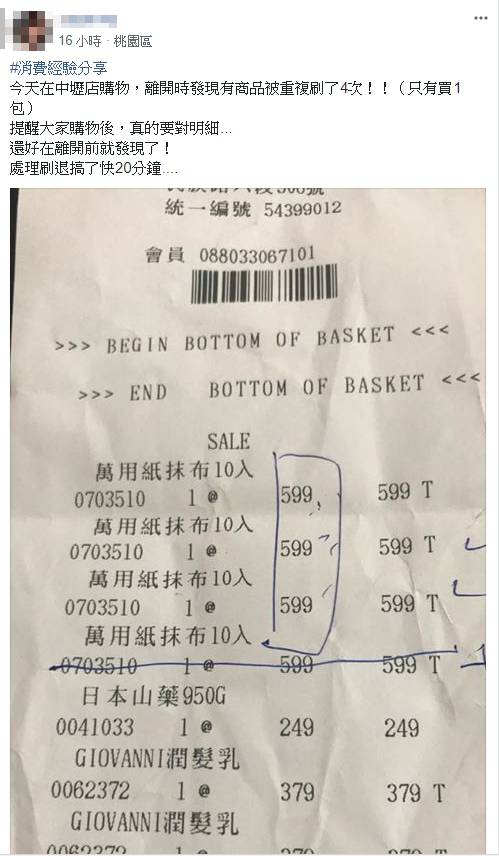 16 小時 · 桃園區
#消費經驗分享
今天在中壢店購物，離開時發現有商品被重複刷了4次！！（只有買1
包）
提醒大家購物後，真的要對明細...
還好在離開前就發現了！
處理刷退搞了快20分鐘....
統一編號 54399012
會員 088033067101
>>> BEGIN BOTTOM OF BASKET <<<
>>> END BOTTOM OF BASKET <<<
SALE
萬用紙抹布10入
0703510 1 @ 599 599 T
萬用紙抹布10入
0703510 1 @ 599 599 T
萬用紙抹布10入
0703510 1 @ 599 599 T
萬用紙抹布10入
0703510 1 @ 599 599 T
日本山藥950G
0041033 1 @ 249 249
GIOVANNI潤髮乳
0062372 1 @ 379 379 T
GIOVANNI潤髮乳